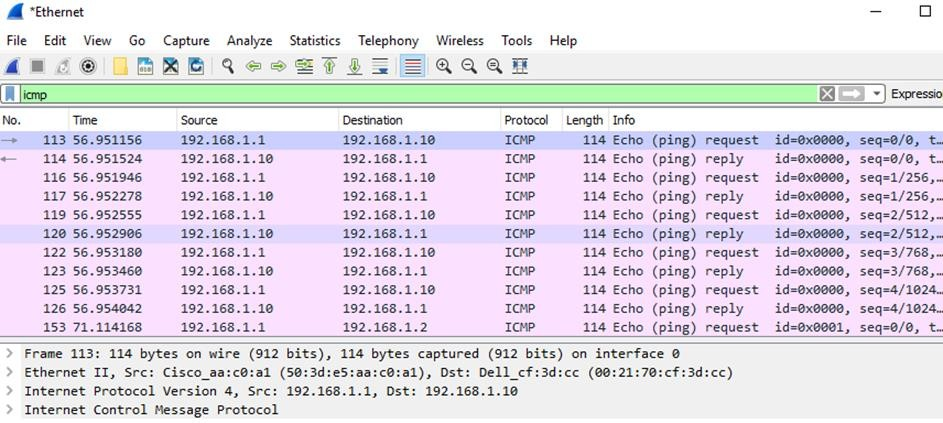 *Ethernet
File Edit View Go Capture Analyze Statistics Telephony Wireless Tools Help
icmp Expressio
No. Time Source Destination Protocol Length Info
113 56.951156 192.168.1.1 192.168.1.10 ICMP 114 Echo (ping) request id=0x0000, seq=0/0, t…
114 56.951524 192.168.1.10 192.168.1.1 ICMP 114 Echo (ping) reply id=0x0000, seq=0/0, t…
116 56.951946 192.168.1.1 192.168.1.10 ICMP 114 Echo (ping) request id=0x0000, seq=1/256,…
117 56.952278 192.168.1.10 192.168.1.1 ICMP 114 Echo (ping) reply id=0x0000, seq=1/256,…
119 56.952555 192.168.1.1 192.168.1.10 ICMP 114 Echo (ping) request id=0x0000, seq=2/512,…
120 56.952906 192.168.1.10 192.168.1.1 ICMP 114 Echo (ping) reply id=0x0000, seq=2/512,…
122 56.953180 192.168.1.1 192.168.1.10 ICMP 114 Echo (ping) request id=0x0000, seq=3/768,…
123 56.953460 192.168.1.10 192.168.1.1 ICMP 114 Echo (ping) reply id=0x0000, seq=3/768,…
125 56.953731 192.168.1.1 192.168.1.10 ICMP 114 Echo (ping) request id=0x0000, seq=4/1024…
126 56.954042 192.168.1.10 192.168.1.1 ICMP 114 Echo (ping) reply id=0x0000, seq=4/1024…
153 71.114168 192.168.1.1 192.168.1.2 ICMP 114 Echo (ping) request id=0x0001, seq=0/0, t…
Frame 113: 114 bytes on wire (912 bits), 114 bytes captured (912 bits) on interface 0
Ethernet II, Src: Cisco_aa:c0:a1 (50:3d:e5:aa:c0:a1), Dst: Dell_cf:3d:cc (00:21:70:cf:3d:cc)
Internet Protocol Version 4, Src: 192.168.1.1, Dst: 192.168.1.10
Internet Control Message Protocol